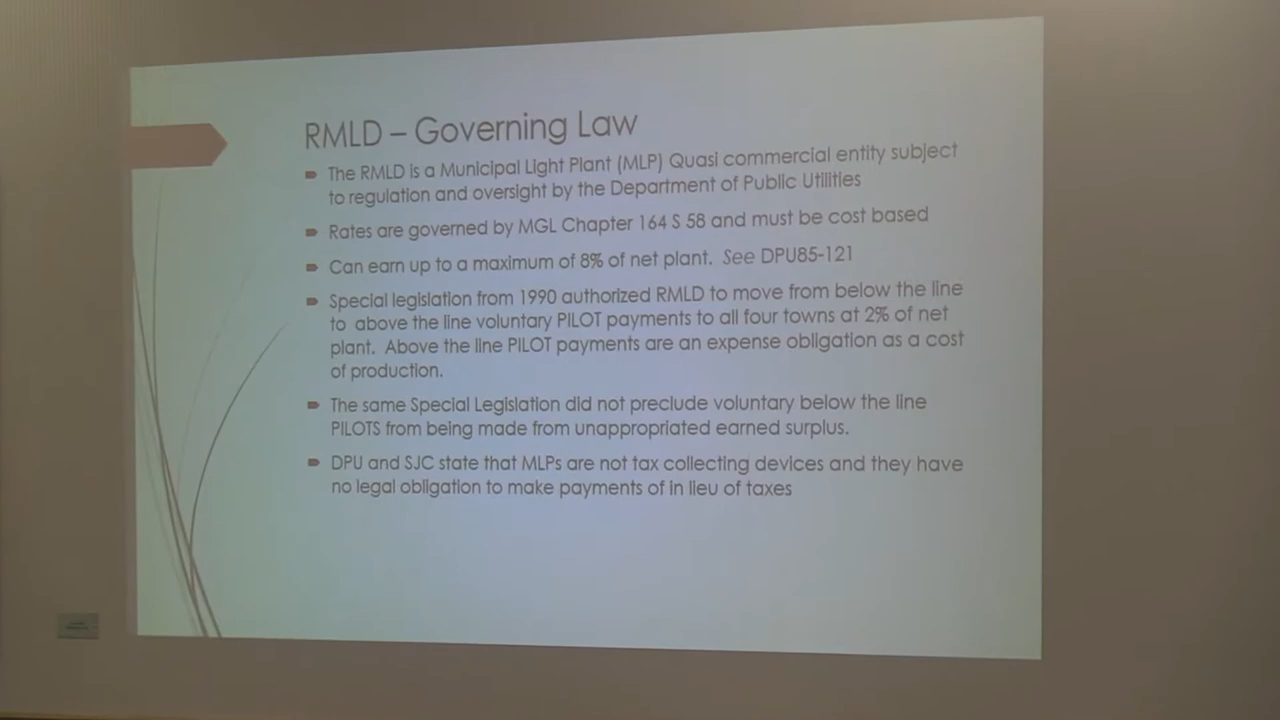 RMLD – Governing Law
The RMLD is a Municipal Light Plant (MLP) Quasi commercial entity subject
to regulation and oversight by the Department of Public Utilities
Rates are governed by MGL Chapter 164 S 58 and must be cost based
Can earn up to a maximum of 8% of net plant. See DPU85-121
Special legislation from 1990 authorized RMLD to move from below the line
to above the line voluntary PILOT payments to all four towns at 2% of net
plant. Above the line PILOT payments are an expense obligation as a cost
of production.
The same Special Legislation did not preclude voluntary below the line
PILOTS from being made from unappropriated earned surplus.
DPU and SJC state that MLPs are not tax collecting devices and they have
no legal obligation to make payments of in lieu of taxes